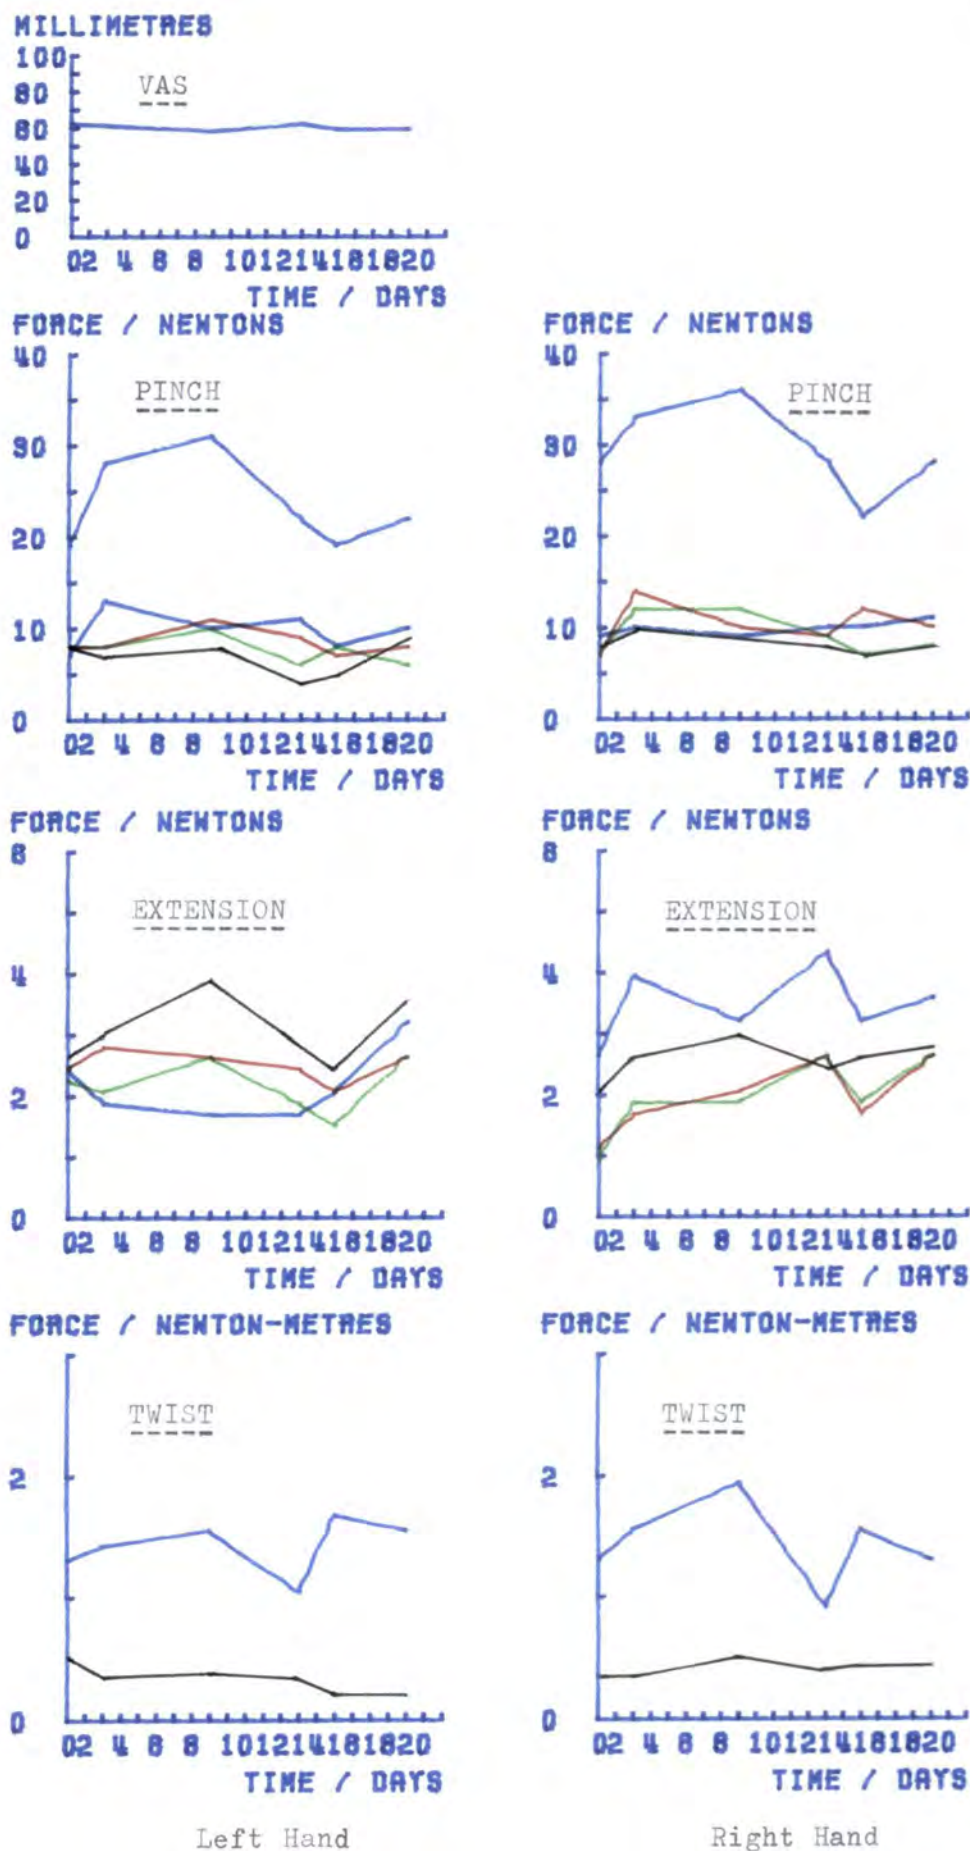 MILLIMETRES
100
VAS
80
60
40
20
0
02 4 6 8 101214161820
TIME / DAYS
FORCE / NEWTONS
FORCE / NEWTONS
40
40
PINCH
PINCH
30
30
20
20
10
10
0
0
02 4 6 8 101214161820
02 4 6 8 101214161820
TIME / DAYS
TIME / DAYS
FORCE / NEWTONS
FORCE / NEWTONS
6
6
EXTENSION
EXTENSION
4
4
2
2
0
0
02 4 6 8 101214161820
02 4 6 8 101214161820
TIME / DAYS
TIME / DAYS
FORCE / NEWTON-METRES
FORCE / NEWTON-METRES
TWIST
TWIST
2
2
0
0
02 4 6 8 101214161820
02 4 6 8 101214161820
TIME / DAYS
TIME / DAYS
Left Hand
Right Hand